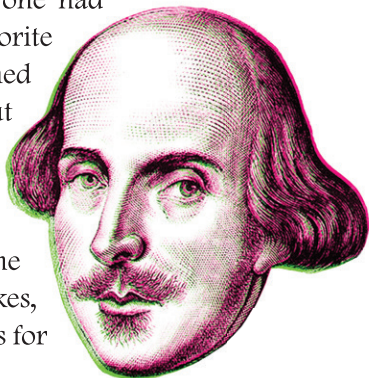 one had
orite
ned
ut
ne
kes,
s for